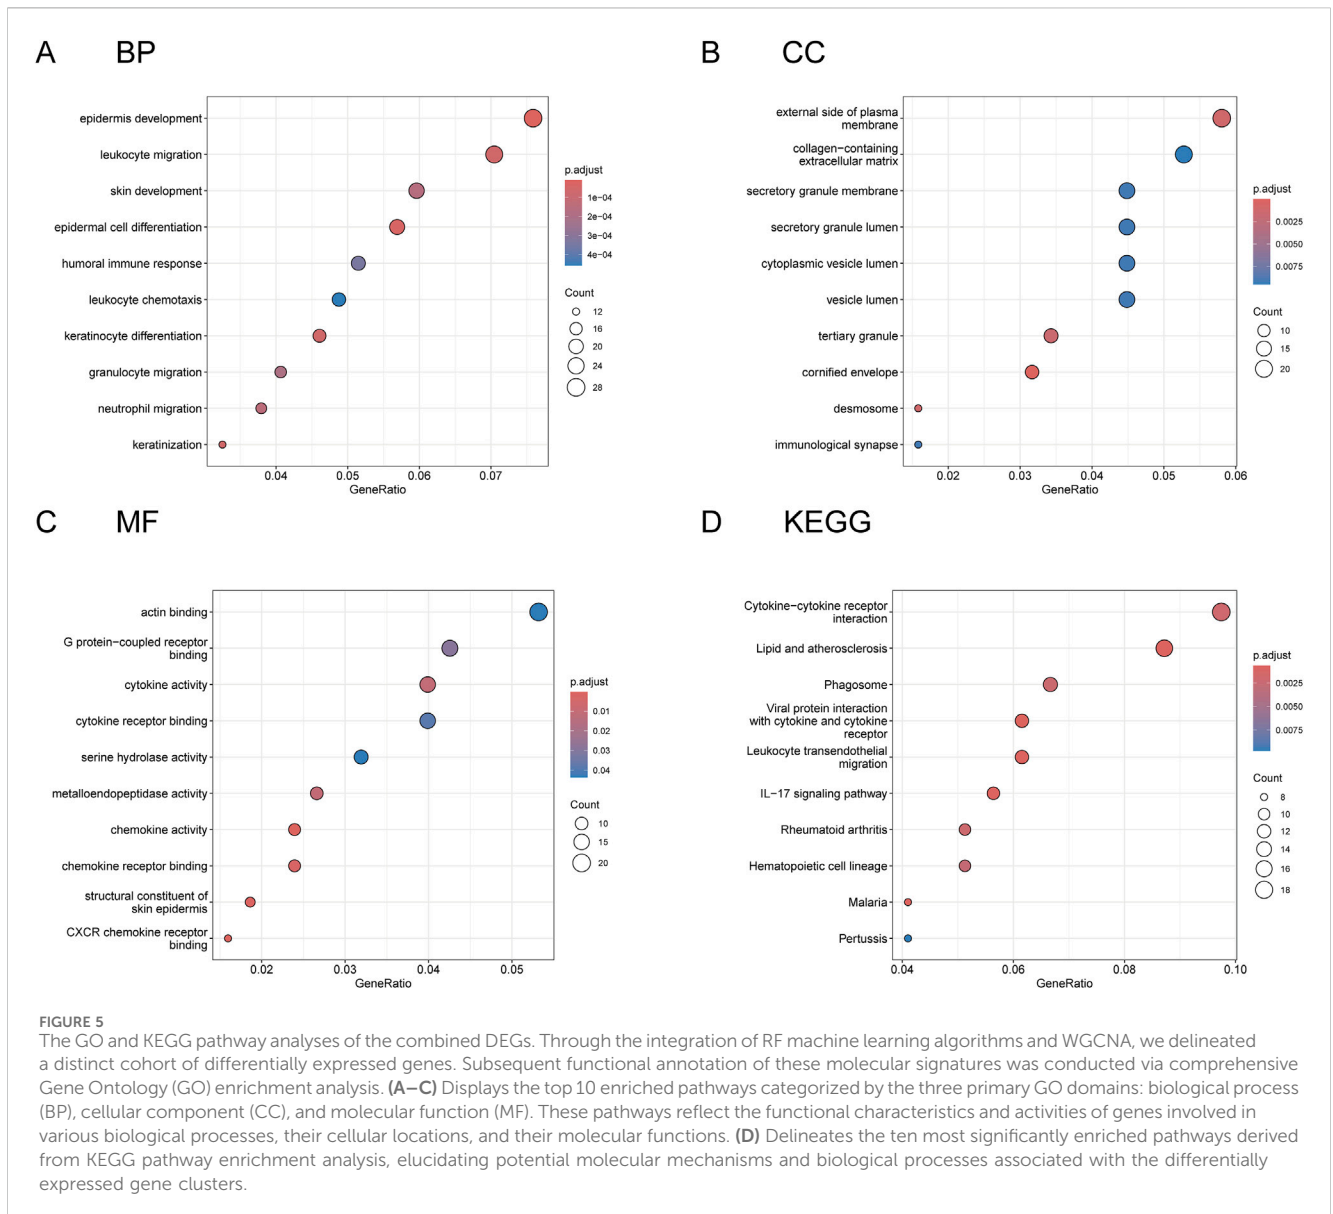 A BP
epidermis development
leukocyte migration
skin development
epidermal cell differentiation
humoral immune response
leukocyte chemotaxis
keratinocyte differentiation
granulocyte migration
neutrophil migration
keratinization
0.04 0.05 0.06 0.07
GeneRatio
p.adjust
1e−04
2e−04
3e−04
4e−04
Count
12
16
20
24
28
B CC
external side of plasma
membrane
collagen−containing
extracellular matrix
secretory granule membrane
secretory granule lumen
cytoplasmic vesicle lumen
vesicle lumen
tertiary granule
cornified envelope
desmosome
immunological synapse
0.02 0.03 0.04 0.05 0.06
GeneRatio
p.adjust
0.0025
0.0050
0.0075
Count
10
15
20
C MF
actin binding
G protein−coupled receptor
binding
cytokine activity
cytokine receptor binding
serine hydrolase activity
metalloendopeptidase activity
chemokine activity
chemokine receptor binding
structural constituent of
skin epidermis
CXCR chemokine receptor
binding
0.02 0.03 0.04 0.05
GeneRatio
p.adjust
0.01
0.02
0.03
0.04
Count
10
15
20
D KEGG
Cytokine−cytokine receptor
interaction
Lipid and atherosclerosis
Phagosome
Viral protein interaction
with cytokine and cytokine
receptor
Leukocyte transendothelial
migration
IL−17 signaling pathway
Rheumatoid arthritis
Hematopoietic cell lineage
Malaria
Pertussis
0.04 0.06 0.08 0.10
GeneRatio
p.adjust
0.0025
0.0050
0.0075
Count
8
10
12
14
16
18
FIGURE 5
The GO and KEGG pathway analyses of the combined DEGs. Through the integration of RF machine learning algorithms and WGCNA, we delineated
a distinct cohort of differentially expressed genes. Subsequent functional annotation of these molecular signatures was conducted via comprehensive
Gene Ontology (GO) enrichment analysis. (A–C) Displays the top 10 enriched pathways categorized by the three primary GO domains: biological process
(BP), cellular component (CC), and molecular function (MF). These pathways reflect the functional characteristics and activities of genes involved in
various biological processes, their cellular locations, and their molecular functions. (D) Delineates the ten most significantly enriched pathways derived
from KEGG pathway enrichment analysis, elucidating potential molecular mechanisms and biological processes associated with the differentially
expressed gene clusters.